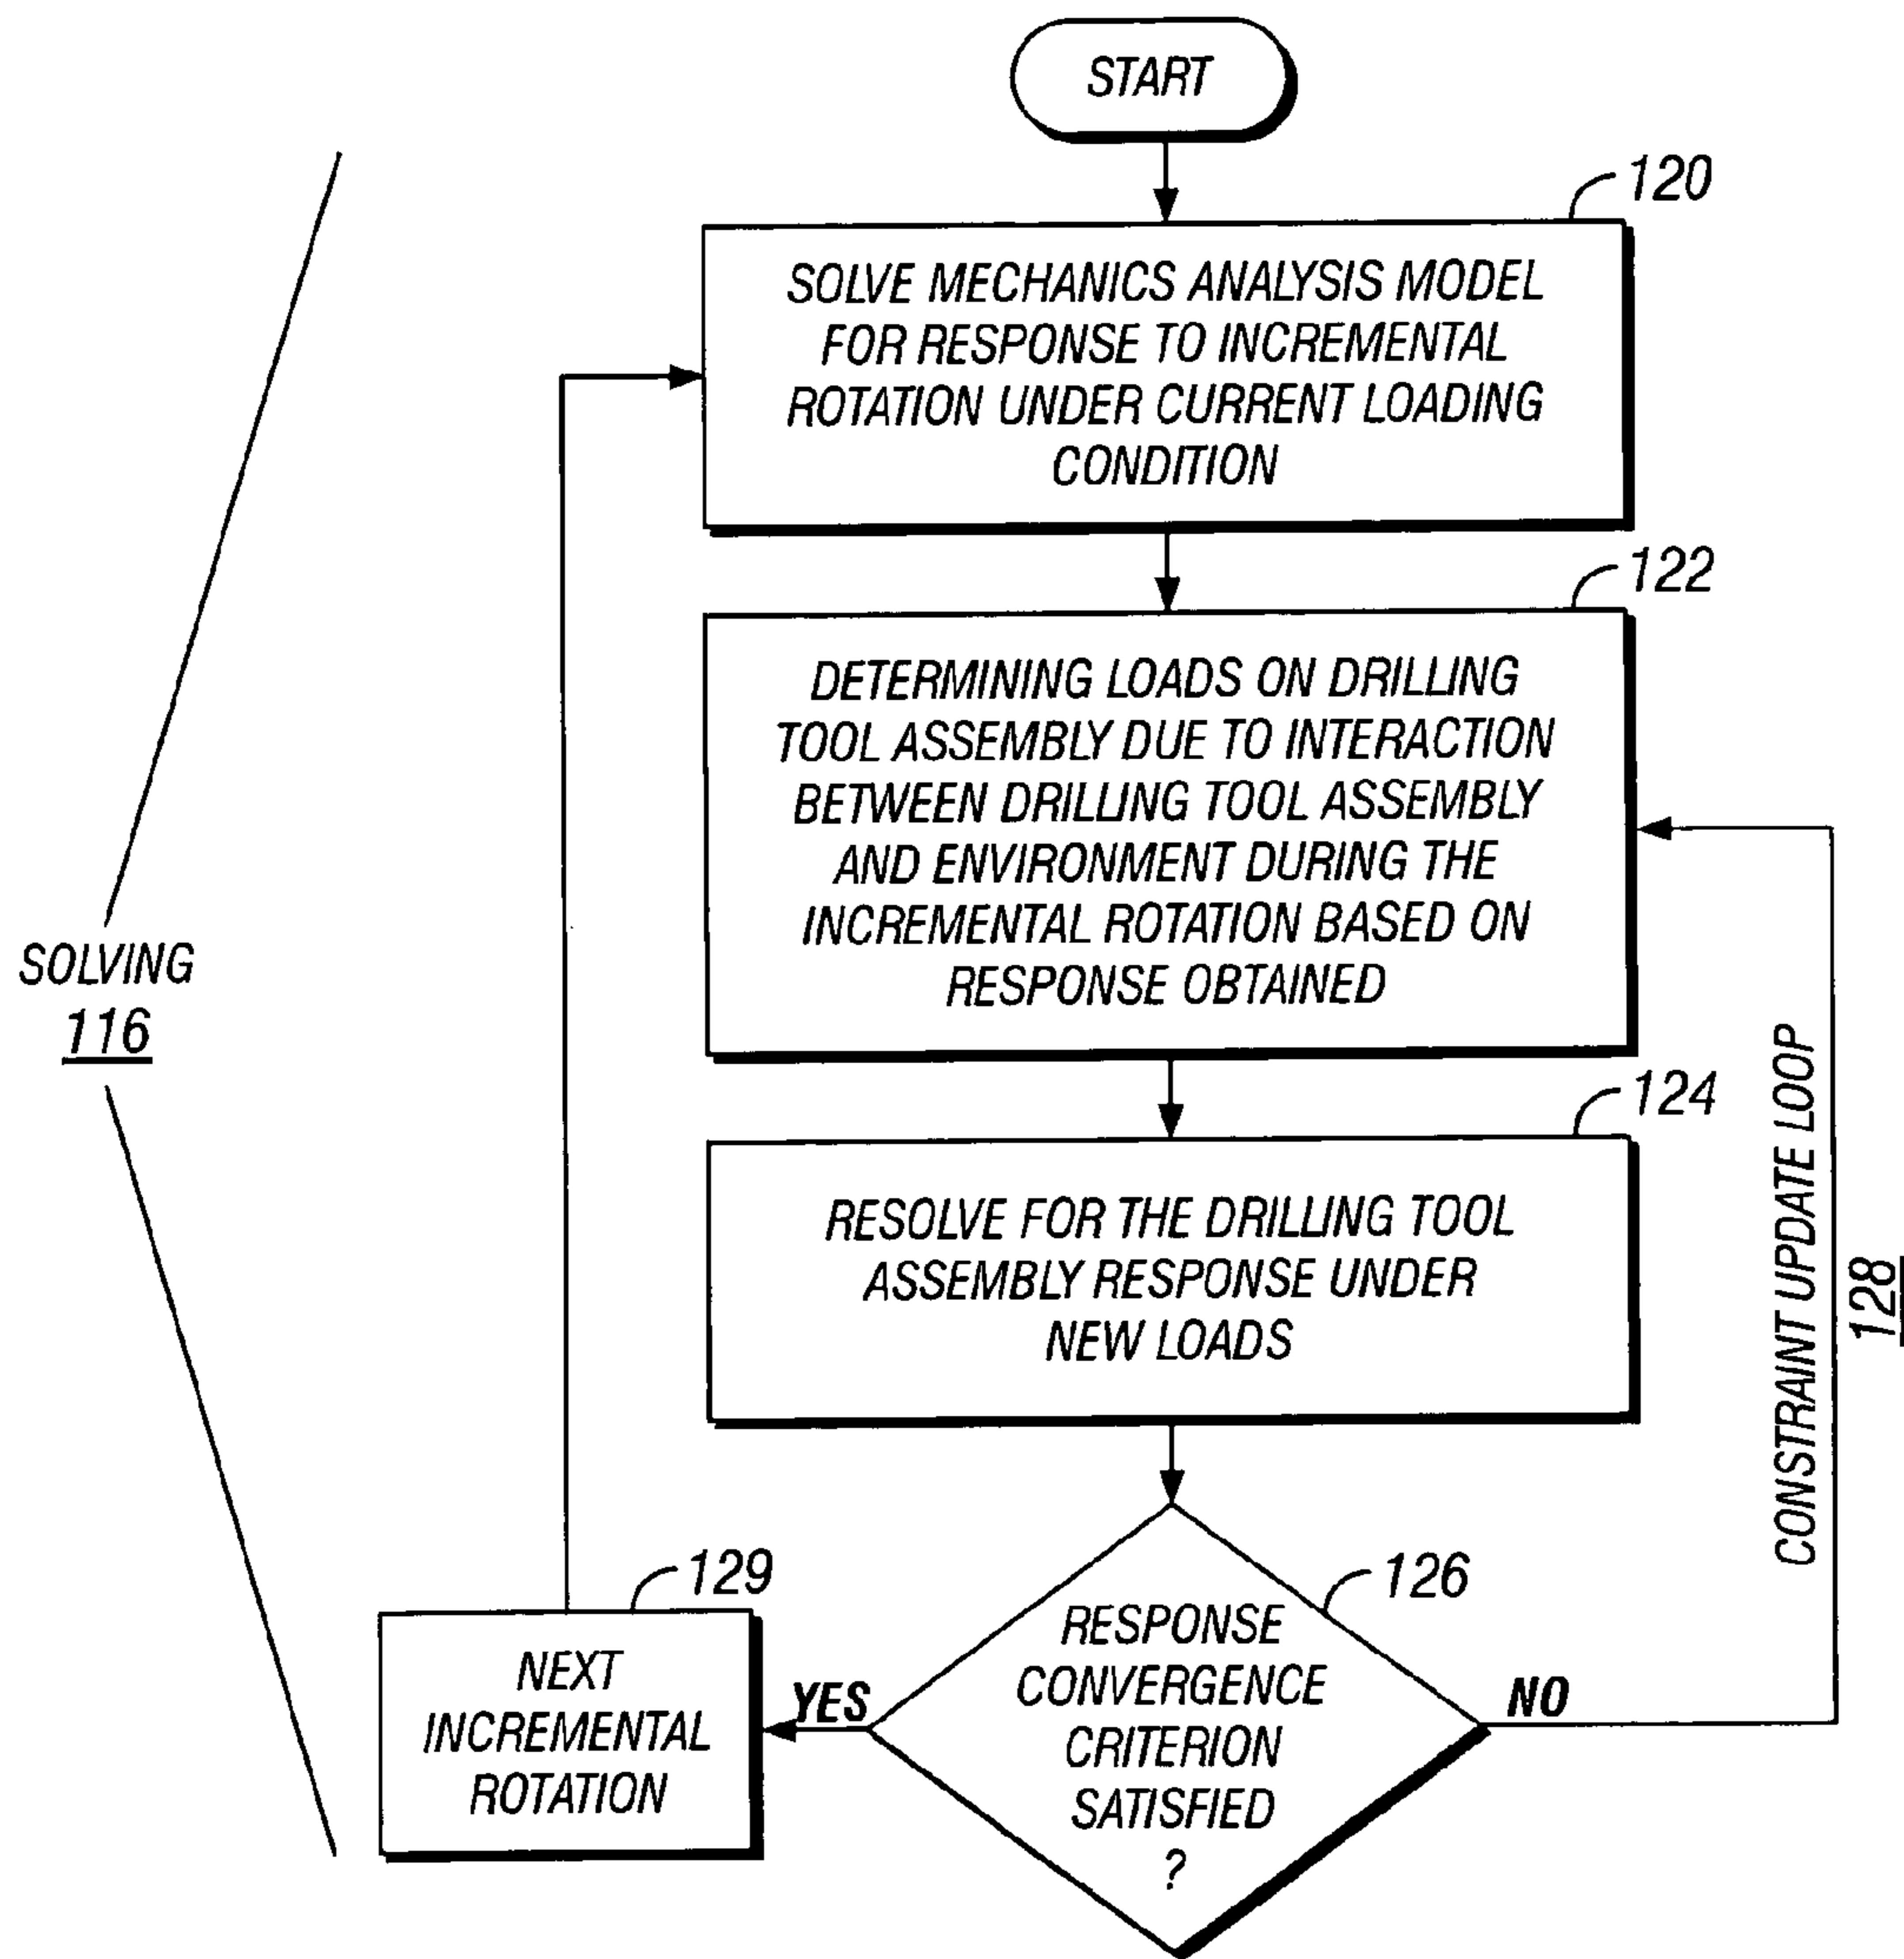 START
120
SOLVE MECHANICS ANALYSIS MODEL
FOR RESPONSE TO INCREMENTAL
ROTATION UNDER CURRENT LOADING
CONDITION
122
DETERMINING LOADS ON DRILLING
TOOL ASSEMBLY DUE TO INTERACTION
BETWEEN DRILLING TOOL ASSEMBLY
AND ENVIRONMENT DURING THE
INCREMENTAL ROTATION BASED ON
RESPONSE OBTAINED
SOLVING
116
124
RESOLVE FOR THE DRILLING TOOL
ASSEMBLY RESPONSE UNDER
NEW LOADS
CONSTRAINT UPDATE LOOP
128
126
RESPONSE
CONVERGENCE
CRITERION
SATISFIED
?
YES
NO
129
NEXT
INCREMENTAL
ROTATION